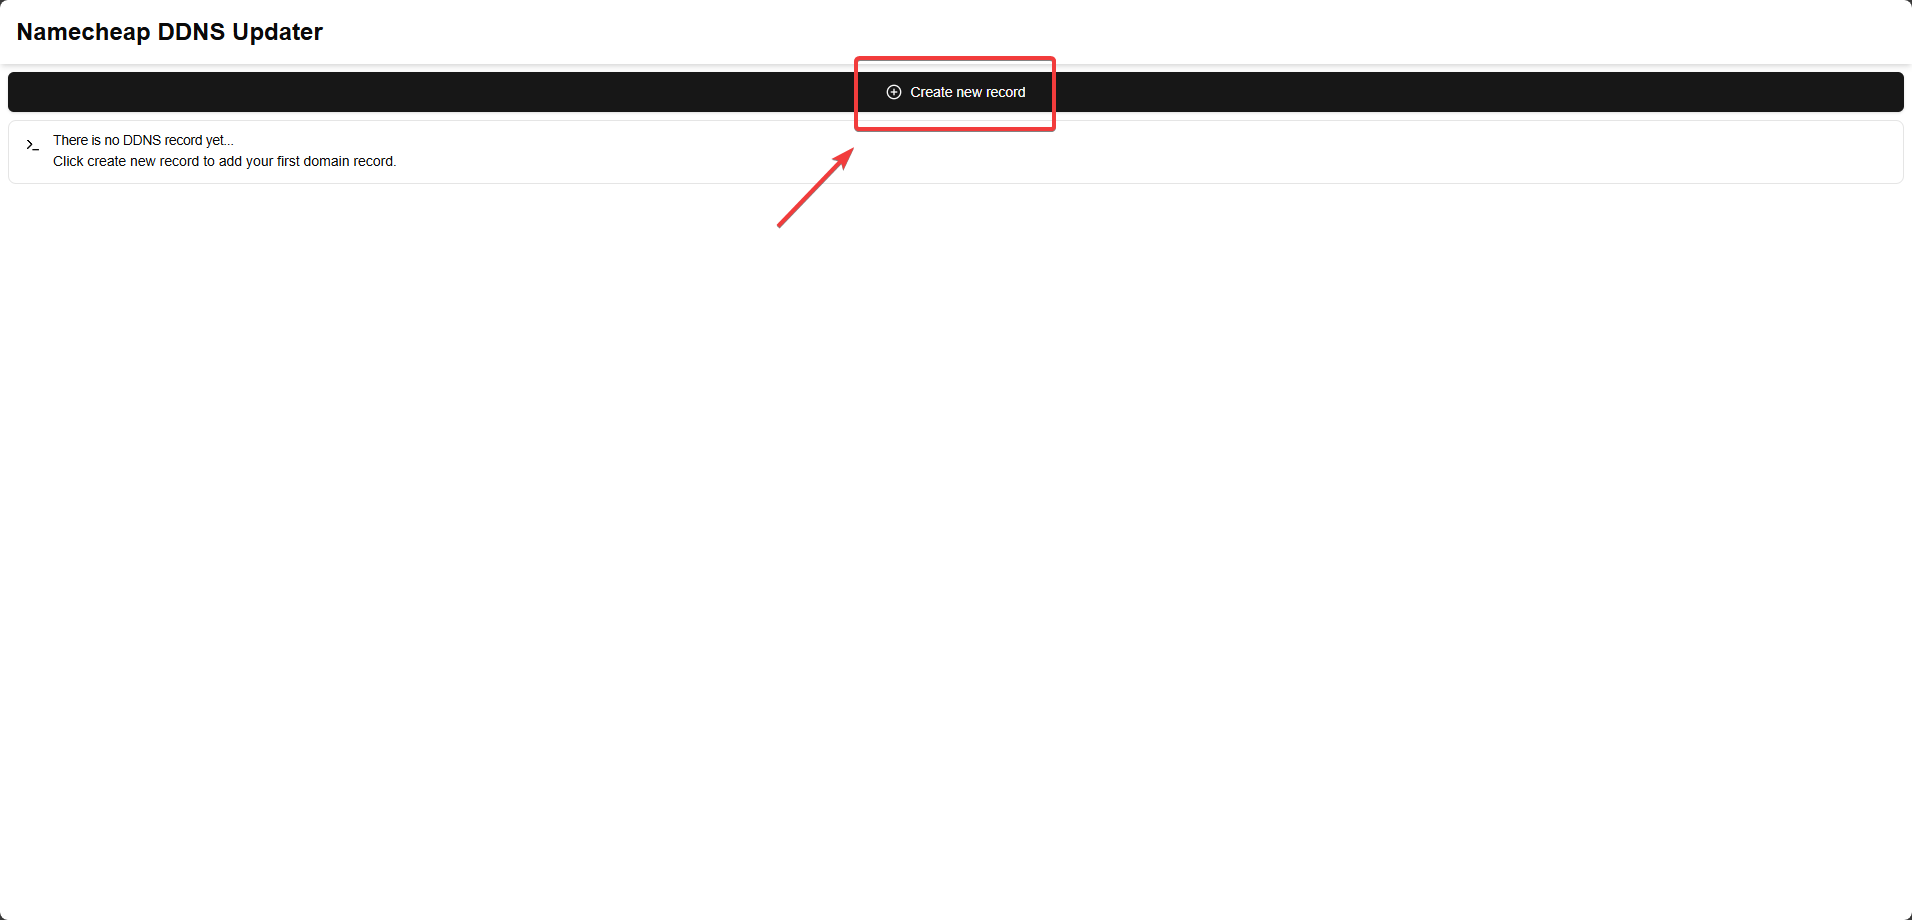 Namecheap DDNS Updater
Create new record
There is no DDNS record yet...
Click create new record to add your first domain record.